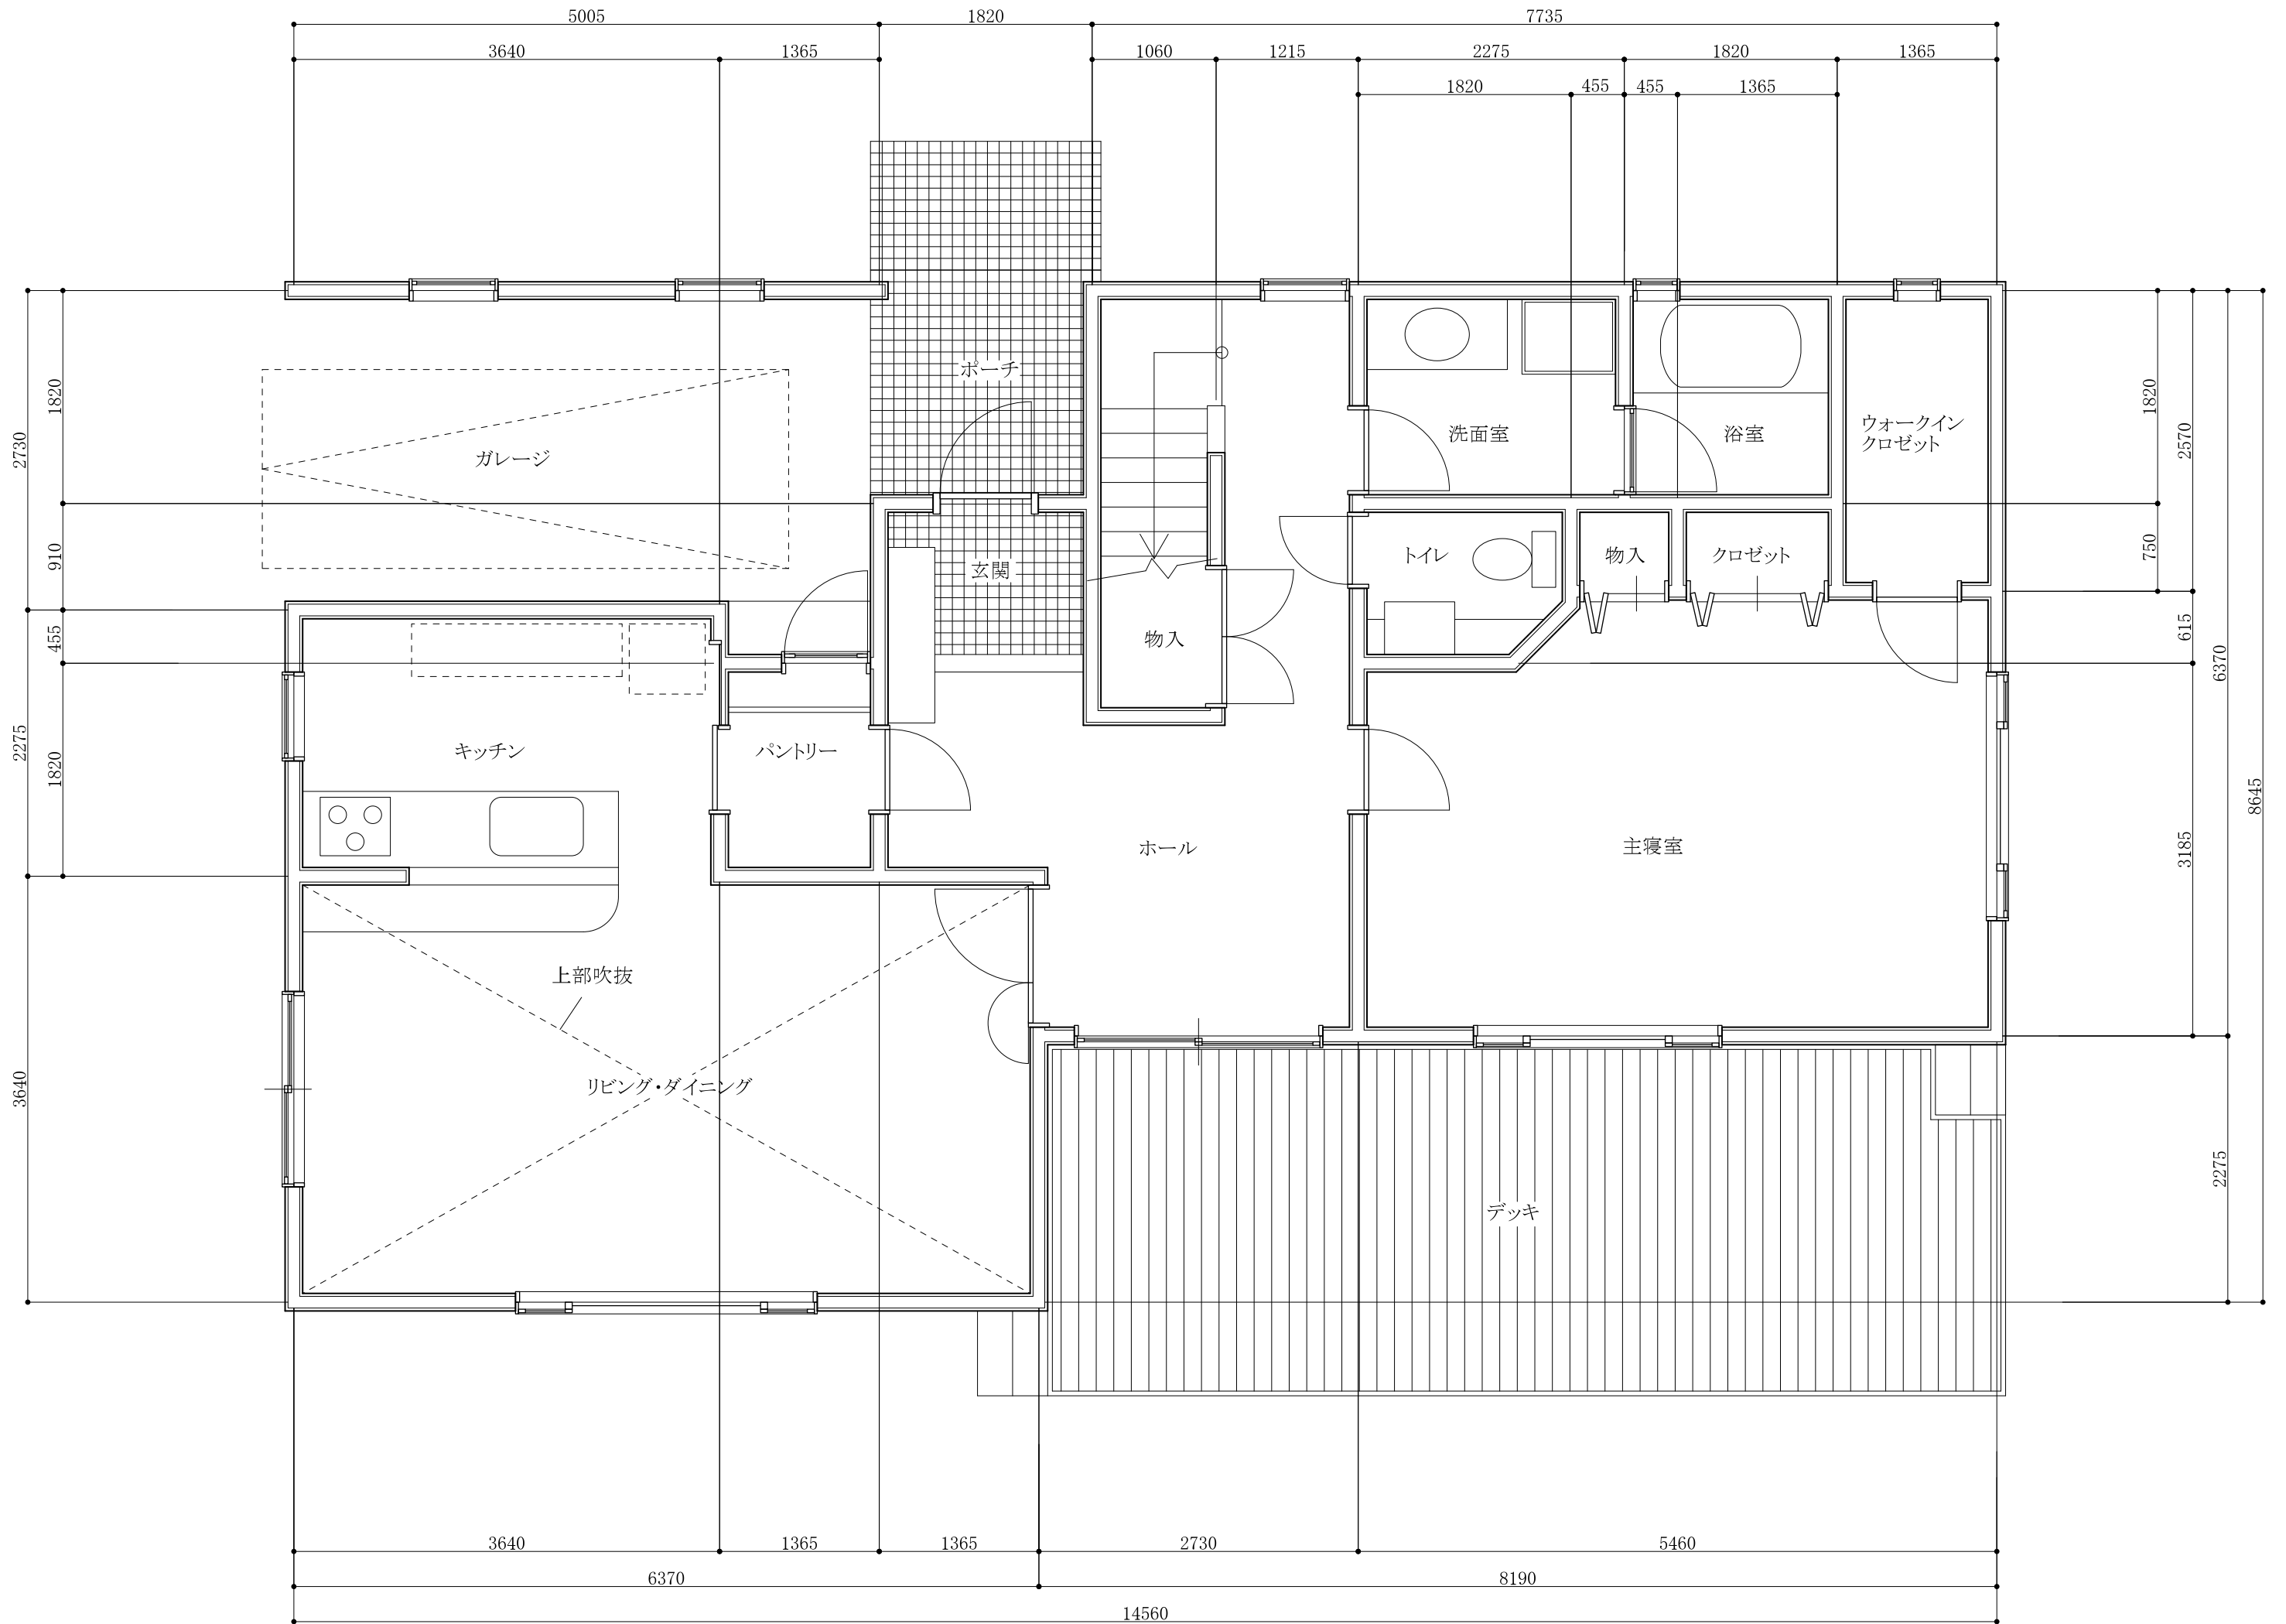 5005
1820
7735
3640
1365
1060
1215
2275
1820
1365
1820
455
455
1365
ポーチ
ガレージ
洗面室
浴室
ウォークイン
クロゼット
トイレ
物入
クロゼット
玄関
物入
キッチン
パントリー
ホール
主寝室
上部吹抜
リビング・ダイニング
デッキ
2730
2275
3640
1820
910
455
1820
1820
750
2570
615
3185
6370
2275
8645
3640
1365
1365
2730
5460
6370
8190
14560